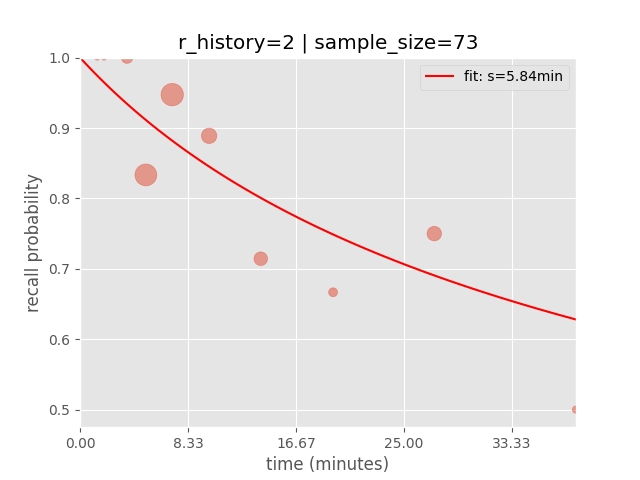 r_history=2 | sample_size=73
fit: s=5.84min
1.0
0.9
0.8
0.7
0.6
0.5
recall probability
0.00 8.33 16.67 25.00 33.33
time (minutes)